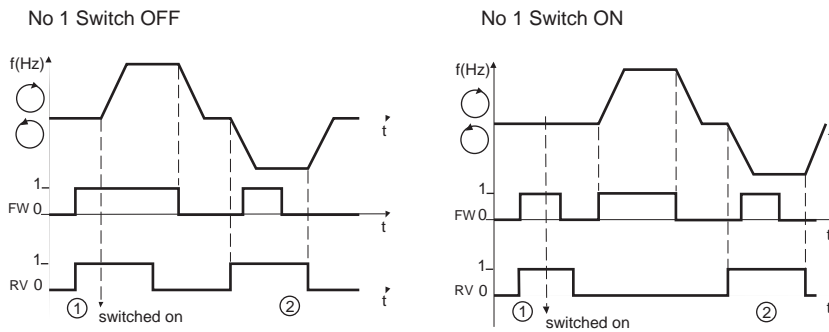 No 1 Switch OFF
f(Hz)
t
1
FW 0
t
1
RV 0
t
1
2
switched on
No 1 Switch ON
f(Hz)
t
1
FW 0
t
1
RV 0
t
1
2
switched on